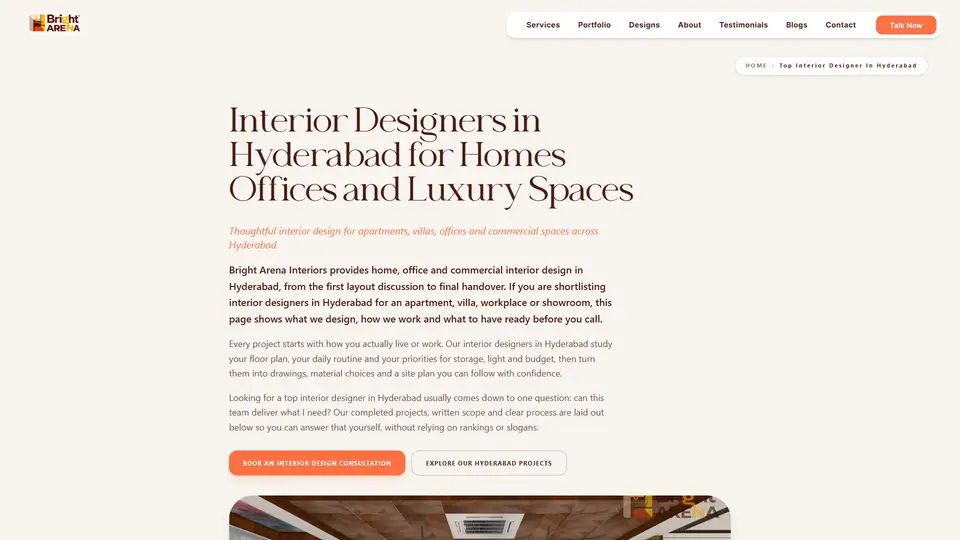 Bright
ARENA
Services Portfolio Designs About Testimonials Blogs Contact Talk Now
HOME / Top Interior Designer In Hyderabad
Interior Designers in
Hyderabad for Homes
Offices and Luxury Spaces
Thoughtful interior design for apartments, villas, offices and commercial spaces across
Hyderabad.
Bright Arena Interiors provides home, office and commercial interior design in
Hyderabad, from the first layout discussion to final handover. If you are shortlisting
interior designers in Hyderabad for an apartment, villa, workplace or showroom, this
page shows what we design, how we work and what to have ready before you call.
Every project starts with how you actually live or work. Our interior designers in Hyderabad study
your floor plan, your daily routine and your priorities for storage, light and budget, then turn
them into drawings, material choices and a site plan you can follow with confidence.
Looking for a top interior designer in Hyderabad usually comes down to one question: can this
team deliver what I need? Our completed projects, written scope and clear process are laid out
below so you can answer that yourself, without relying on rankings or slogans.
BOOK AN INTERIOR DESIGN CONSULTATION EXPLORE OUR HYDERABAD PROJECTS
ARENA